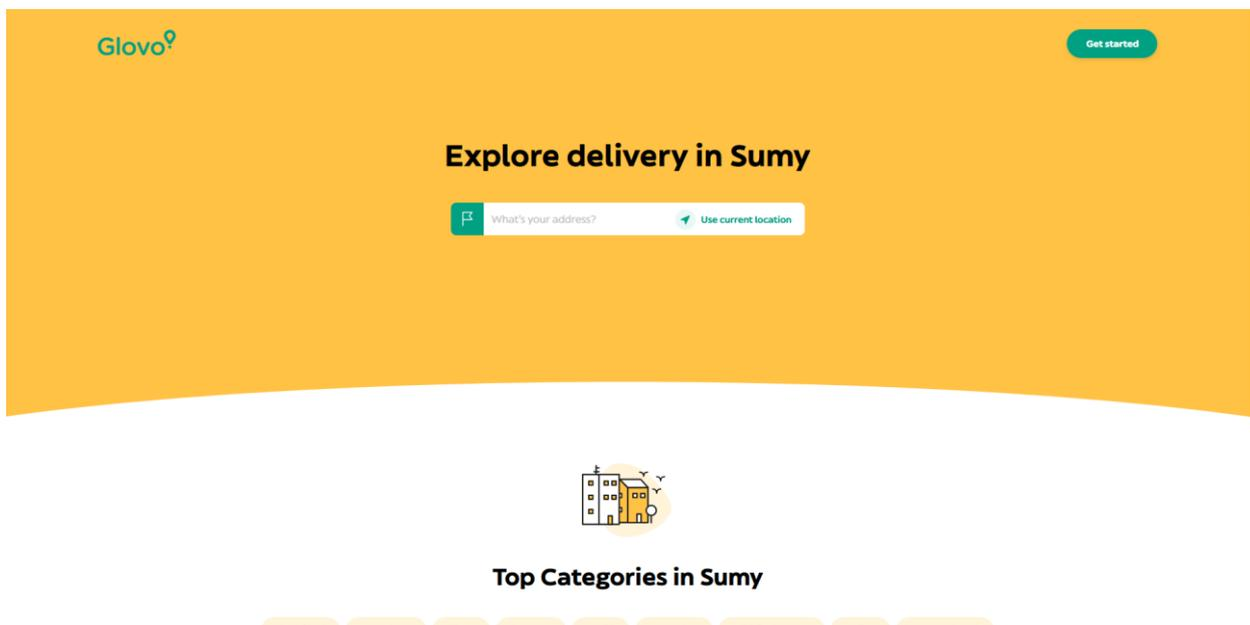 Glovo
Get started
Explore delivery in Sumy
What's your address?
Use current location
Top Categories in Sumy